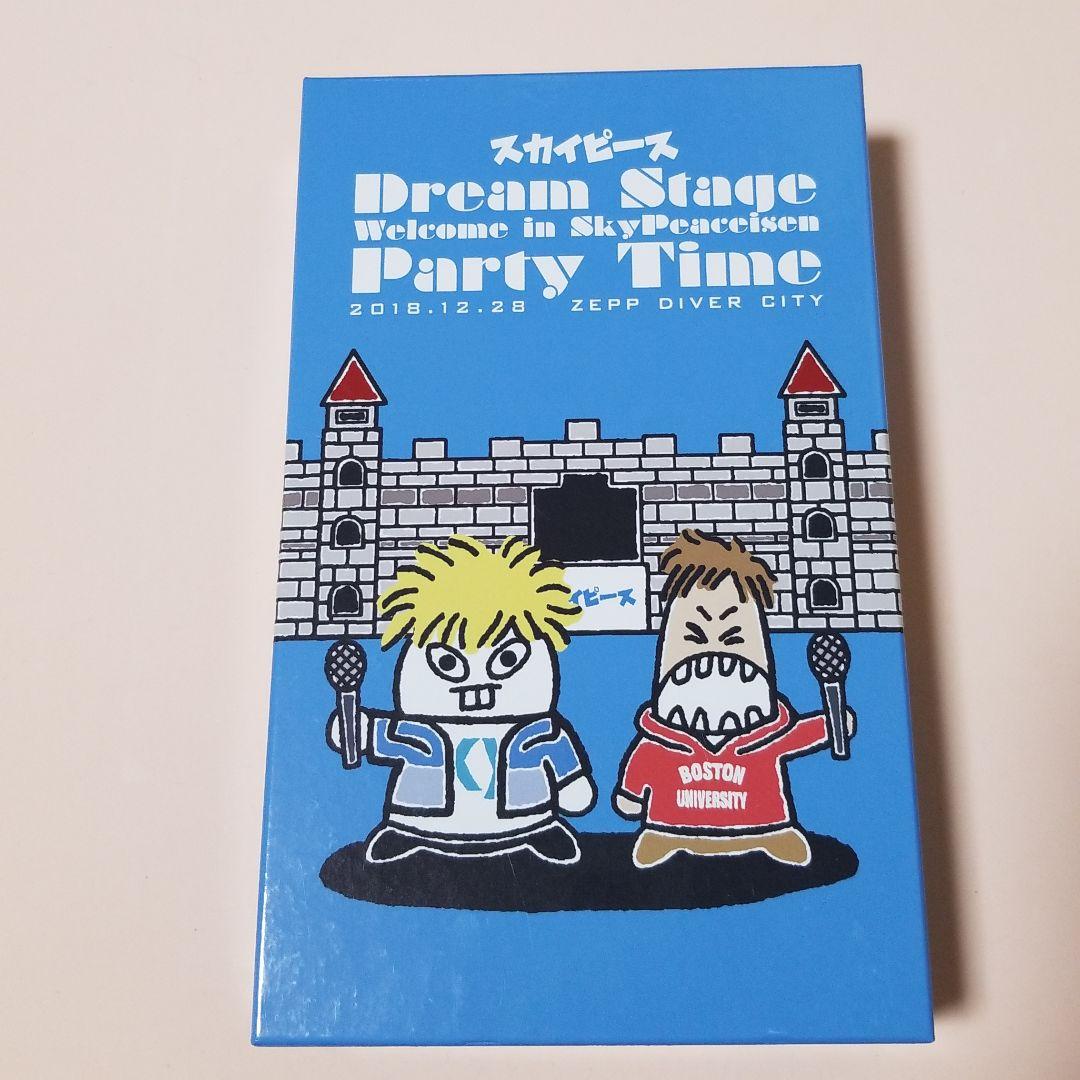 スカイピース
Dream Stage
Welcome in SkyPeaceisen
Party Time
2018.12.28 ZEPP DIVER CITY
イピース
BOSTON
UNIVERSITY